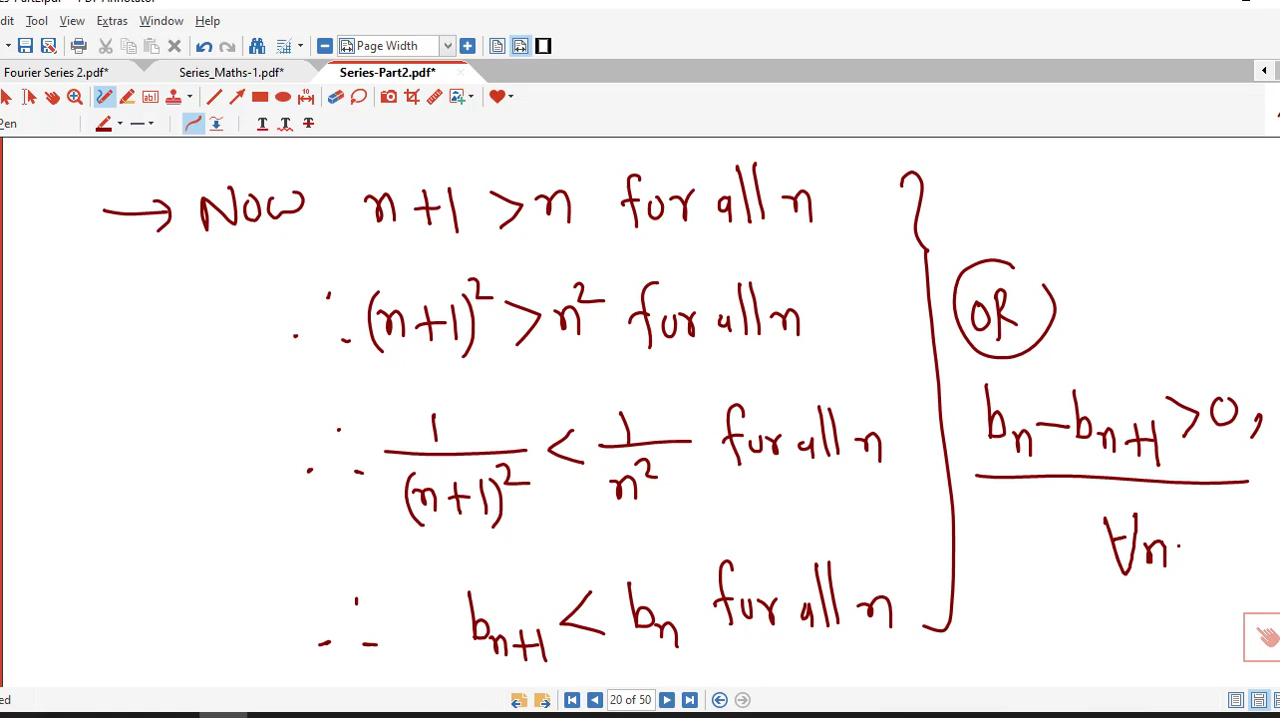 dit Tool View Extras Window Help
Page Width
Fourier Series 2.pdf* Series_Maths-1.pdf* Series-Part2.pdf*
Pen
→ Now n+1 > n for all n
∴ (n+1)² > n² for all n
∴ 1/(n+1)² < 1/n² for all n
∴ bₙ₊₁ < bₙ for all n
OR
bₙ − bₙ₊₁ > 0,
∀n.
20 of 50